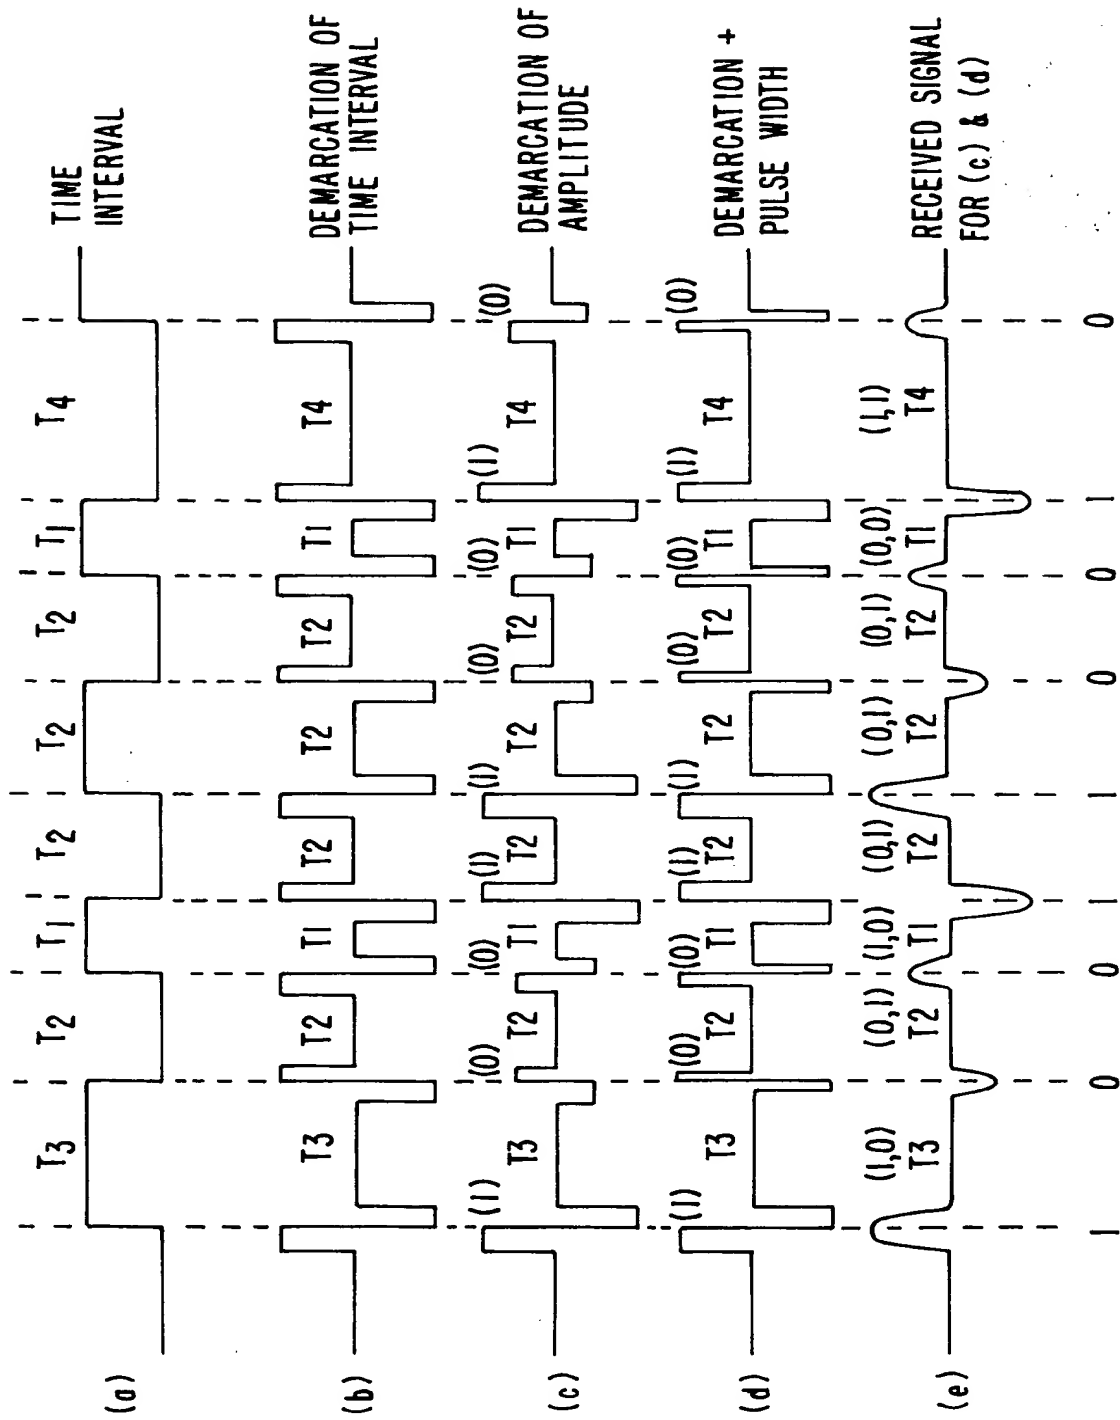 (a) T3 T2 T1 T2 T2 T2 T1 T4 TIME
INTERVAL
(b) T3 T2 T1 T2 T2 T2 T1 T4 DEMARCATION OF
TIME INTERVAL
(1) (0) (0) (1) (1) (0) (0) (1) (0)
(c) T3 T2 T1 T2 T2 T2 T1 T4 DEMARCATION OF
AMPLITUDE
(1) (0) (0) (1) (1) (0) (0) (1) (0)
(d) T3 T2 T1 T2 T2 T2 T1 T4 DEMARCATION +
PULSE WIDTH
(1,0) (0,1) (1,0) (0,1) (0,1) (0,1) (0,0) (1,1)
(e) T3 T2 T1 T2 T2 T2 T1 T4 RECEIVED SIGNAL
FOR (c) & (d)
1 0 0 1 1 0 0 1 0